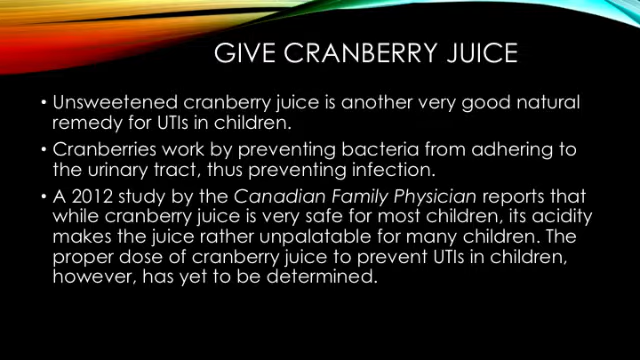 GIVE CRANBERRY JUICE
• Unsweetened cranberry juice is another very good natural
remedy for UTIs in children.
• Cranberries work by preventing bacteria from adhering to
the urinary tract, thus preventing infection.
• A 2012 study by the Canadian Family Physician reports that
while cranberry juice is very safe for most children, its acidity
makes the juice rather unpalatable for many children. The
proper dose of cranberry juice to prevent UTIs in children,
however, has yet to be determined.